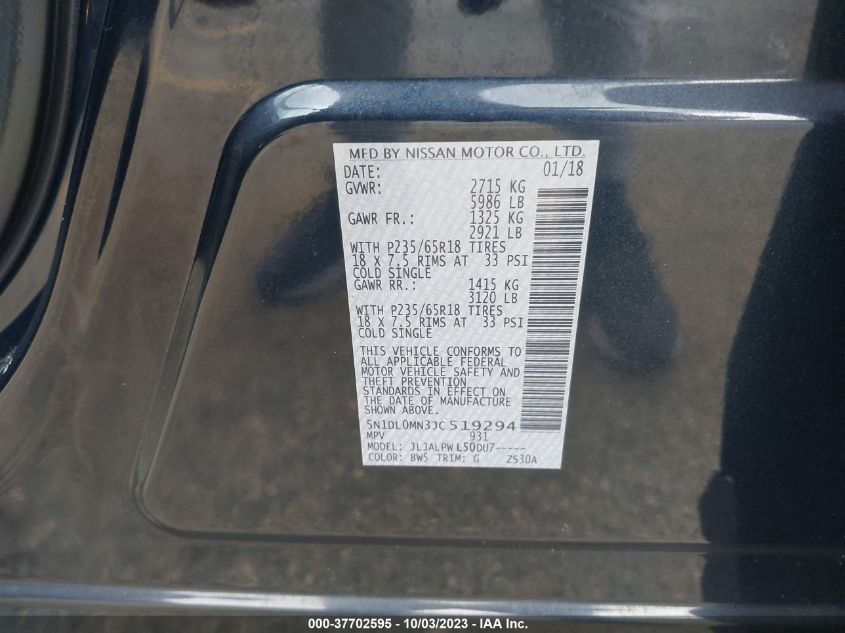 MFD BY NISSAN MOTOR CO., LTD.
DATE: 01/18
GVWR: 2715 KG
5986 LB
GAWR FR.: 1325 KG
2921 LB
WITH P235/65R18 TIRES
18 X 7.5 RIMS AT 33 PSI
COLD SINGLE
GAWR RR.: 1415 KG
3120 LB
WITH P235/65R18 TIRES
18 X 7.5 RIMS AT 33 PSI
COLD SINGLE
THIS VEHICLE CONFORMS TO
ALL APPLICABLE FEDERAL
MOTOR VEHICLE SAFETY AND
THEFT PREVENTION
STANDARDS IN EFFECT ON
THE DATE OF MANUFACTURE
SHOWN ABOVE.
5N1DL0MN3JC519294
MPV 931
MODEL: JLJALPWL50DU7-----
COLOR: BW5 TRIM: G ZS30A
000-37702595 - 10/03/2023 - IAA Inc.